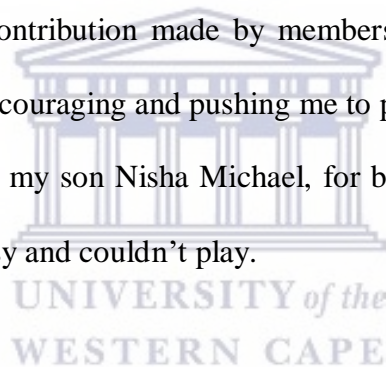 ontribution made by members
couraging and pushing me to p
my son Nisha Michael, for b
y and couldn't play.
UNIVERSITY of the
WESTERN CAPE